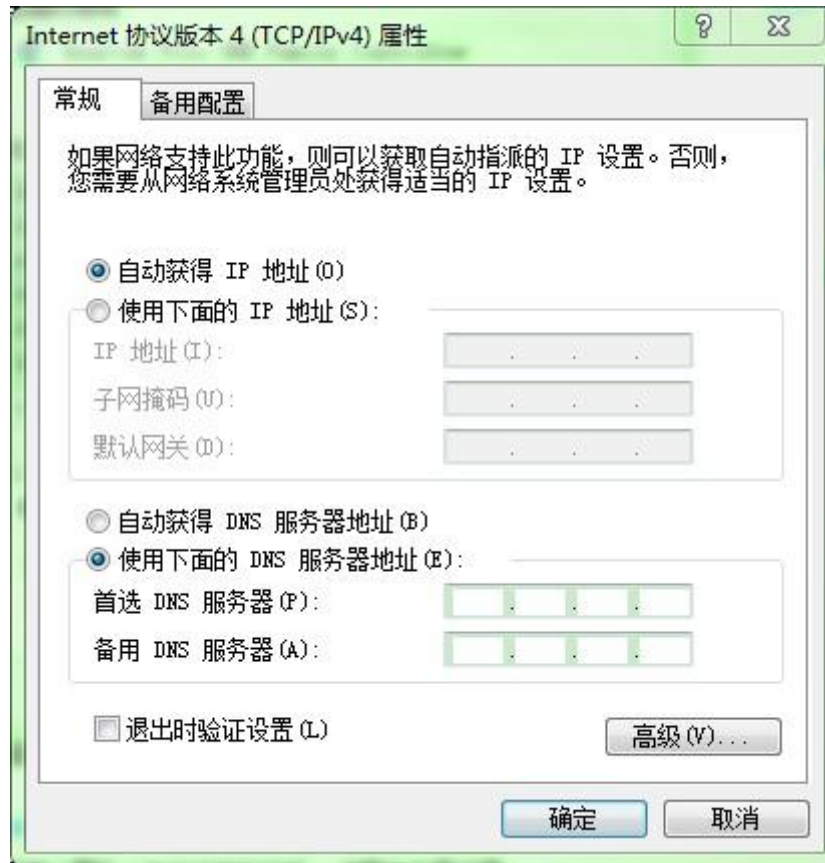 Internet 协议版本 4 (TCP/IPv4) 属性
常规 备用配置
如果网络支持此功能，则可以获取自动指派的 IP 设置。否则，
您需要从网络系统管理员处获得适当的 IP 设置。
自动获得 IP 地址(O)
使用下面的 IP 地址(S):
IP 地址(I):
子网掩码(U):
默认网关(D):
自动获得 DNS 服务器地址(B)
使用下面的 DNS 服务器地址(E):
首选 DNS 服务器(P):
备用 DNS 服务器(A):
退出时验证设置(L)
高级(V)...
确定 取消